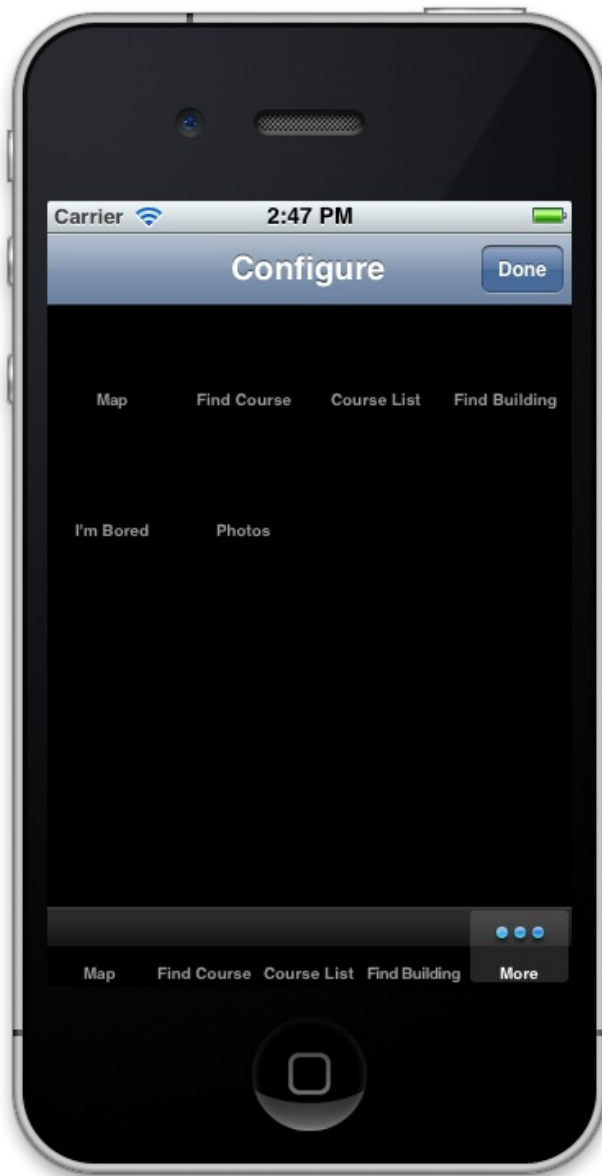 Carrier 2:47 PM
Configure Done
Map Find Course Course List Find Building
I'm Bored Photos
Map Find Course Course List Find Building More